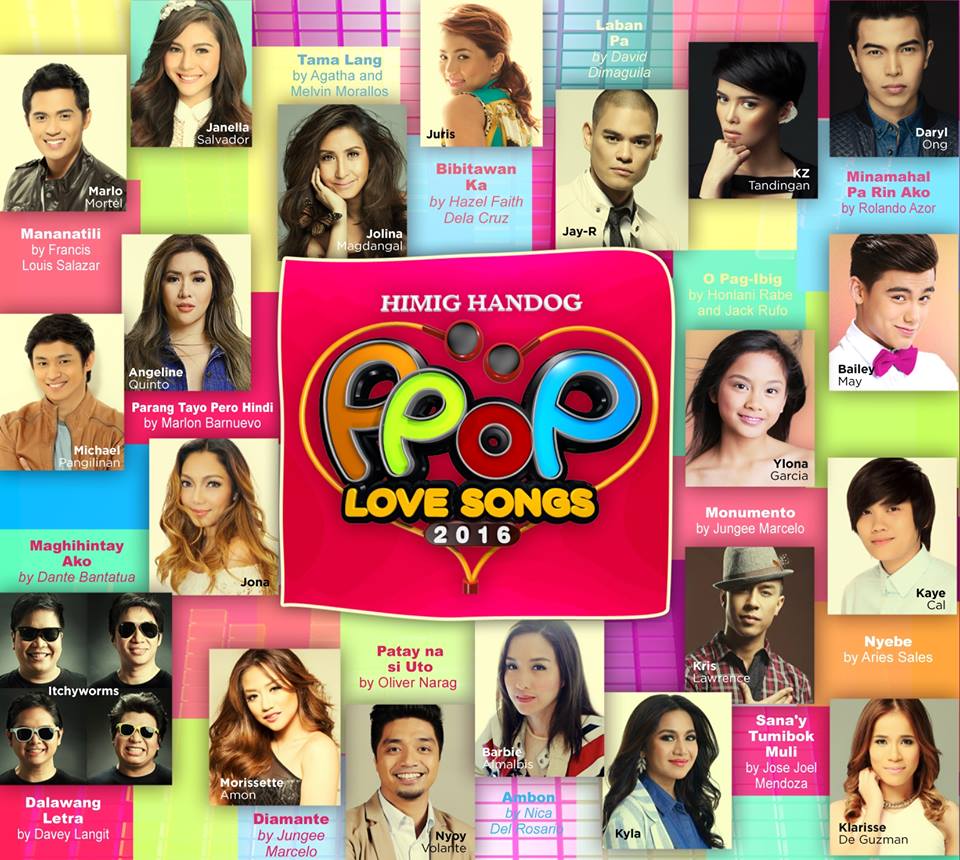 Marlo
Mortel
Janella
Salvador
Tama Lang
by Agatha and
Melvin Morallos
Jolina
Magdangal
Juris
Laban
Pa
by David
Dimaguila
Jay-R
KZ
Tandingan
Daryl
Ong
Mananatili
by Francis
Louis Salazar
Bibitawan
Ka
by Hazel Faith
Dela Cruz
Minamahal
Pa Rin Ako
by Rolando Azor
Angeline
Quinto
Parang Tayo Pero Hindi
by Marlon Barnuevo
HIMIG HANDOG
PPOP
LOVE SONGS
2016
O Pag-Ibig
by Honlani Rabe
and Jack Rufo
Bailey
May
Michael
Pangilinan
Ylona
Garcia
Maghihintay
Ako
by Dante Bantatua
Jona
Monumento
by Jungee Marcelo
Kaye
Cal
Itchyworms
Patay na
si Uto
by Oliver Narag
Kris
Lawrence
Nyebe
by Aries Sales
Morissette
Amon
Barbie
Almalbis
Sana'y
Tumibok
Muli
by Jose Joel
Mendoza
Dalawang
Letra
by Davey Langit
Diamante
by Jungee
Marcelo
Nyoy
Volante
Ambon
by Nica
Del Rosario
Kyla
Klarisse
De Guzman